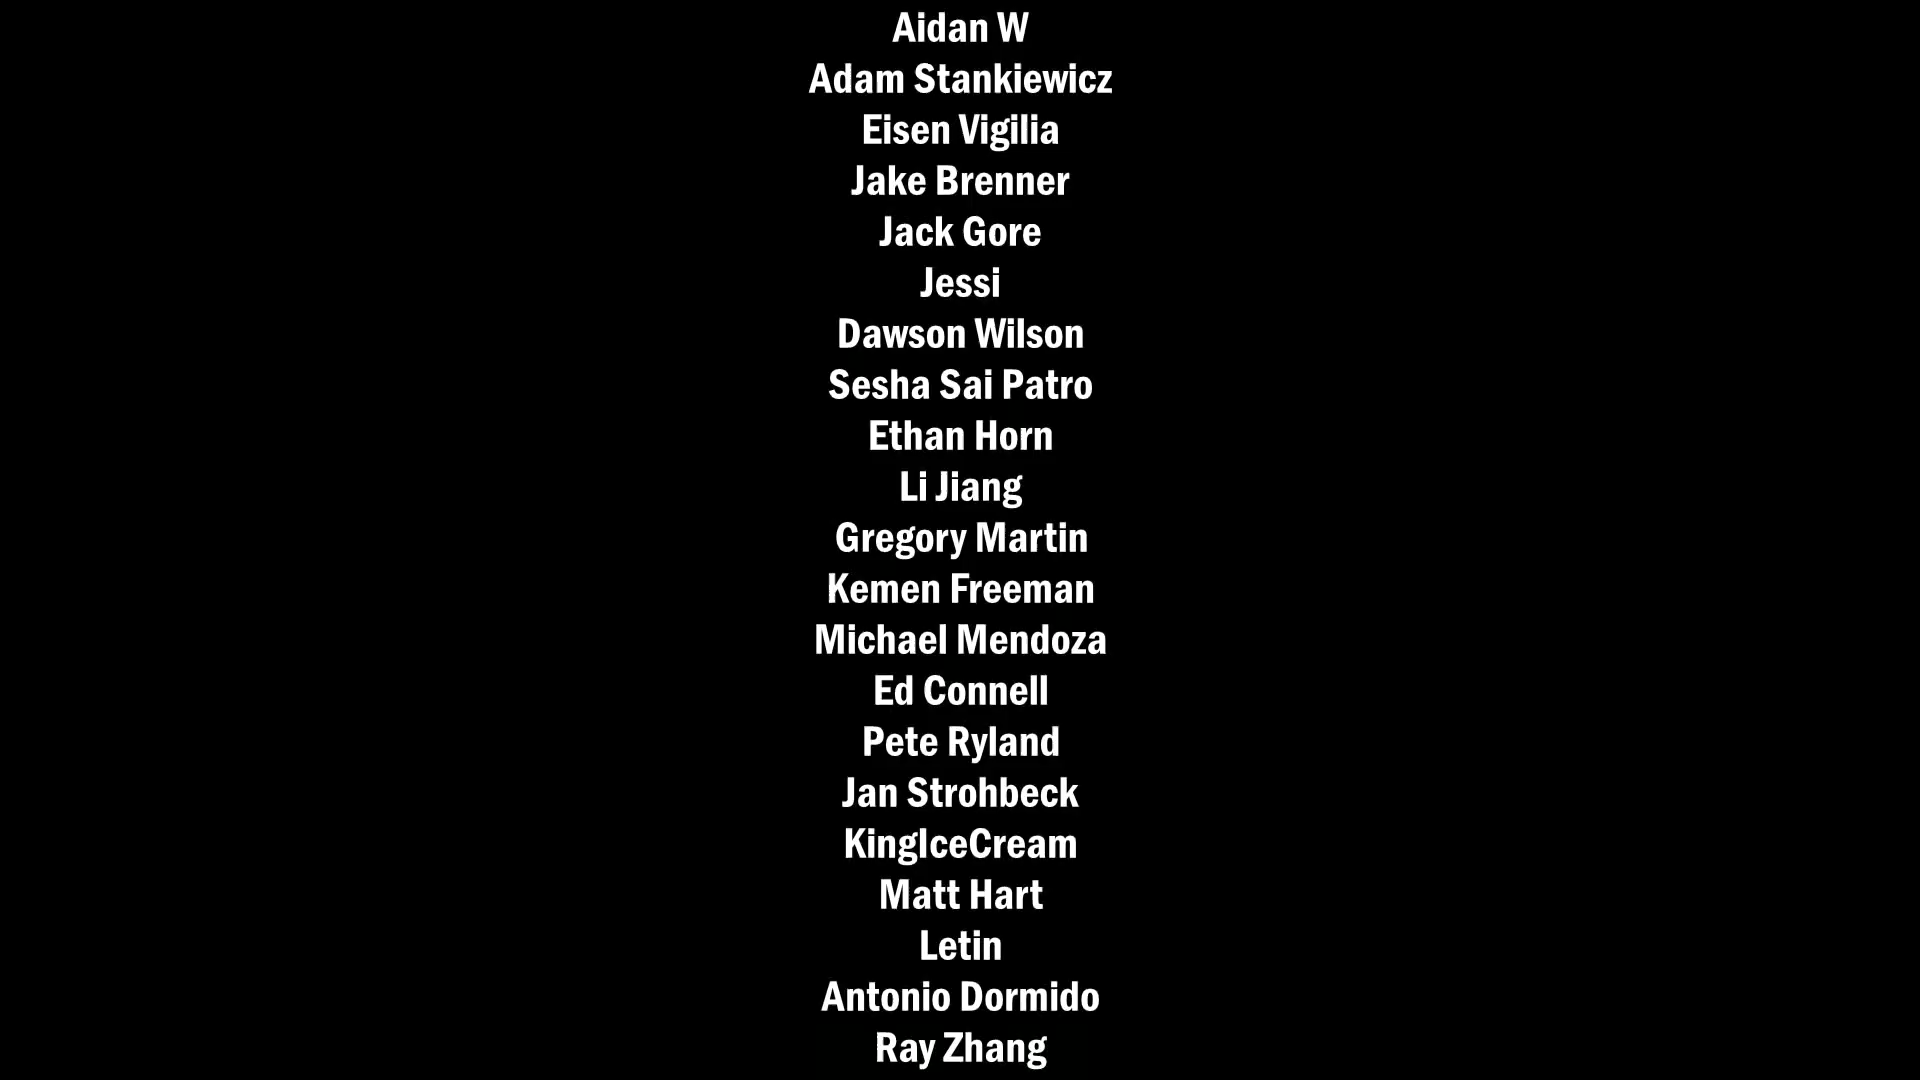 Aidan W
Adam Stankiewicz
Eisen Vigilia
Jake Brenner
Jack Gore
Jessi
Dawson Wilson
Sesha Sai Patro
Ethan Horn
Li Jiang
Gregory Martin
Kemen Freeman
Michael Mendoza
Ed Connell
Pete Ryland
Jan Strohbeck
KingIceCream
Matt Hart
Letin
Antonio Dormido
Ray Zhang